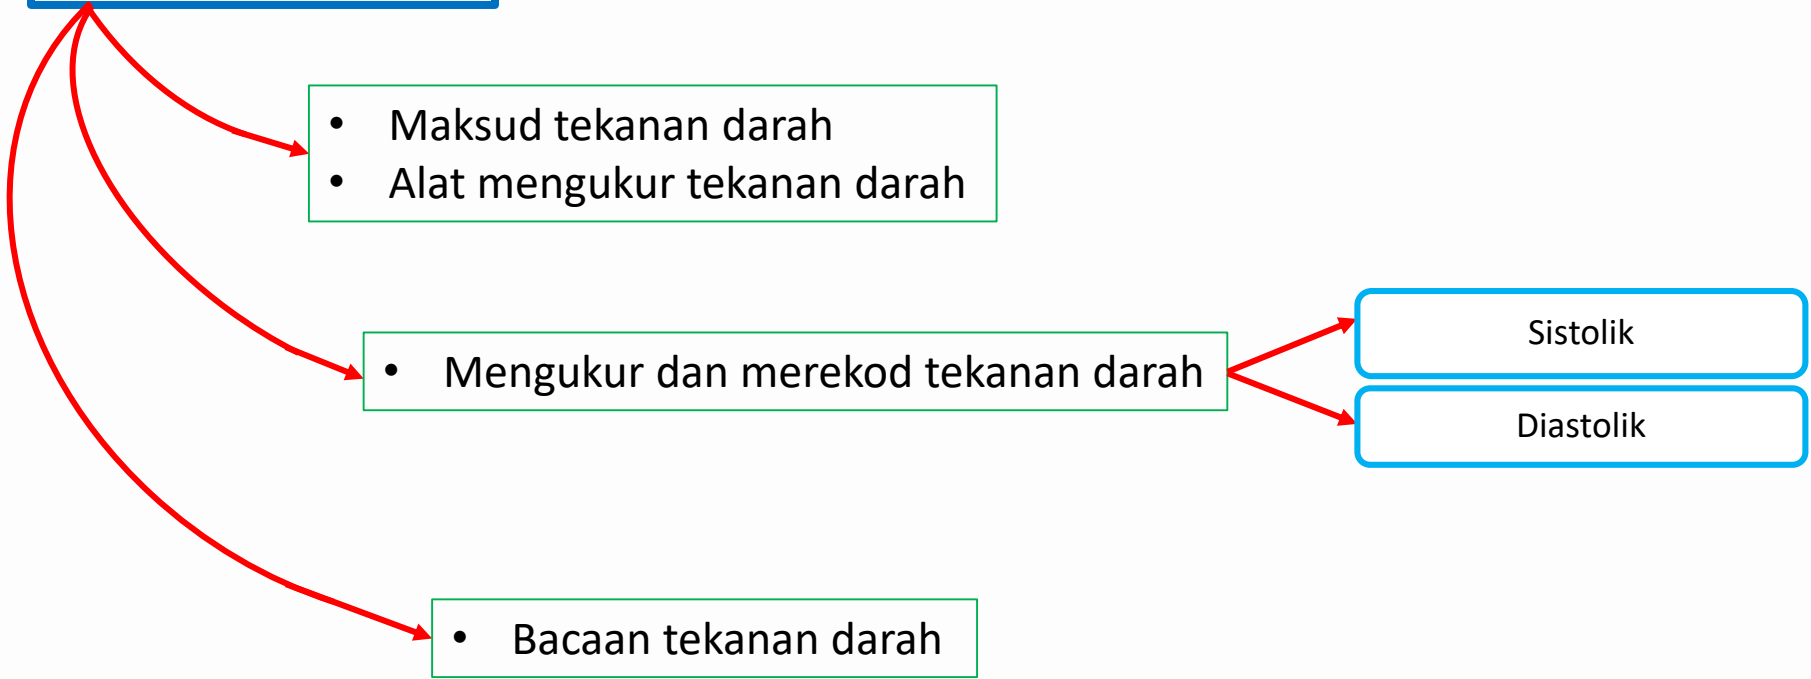 • Maksud tekanan darah
• Alat mengukur tekanan darah
Sistolik
• Mengukur dan merekod tekanan darah
Diastolik
• Bacaan tekanan darah